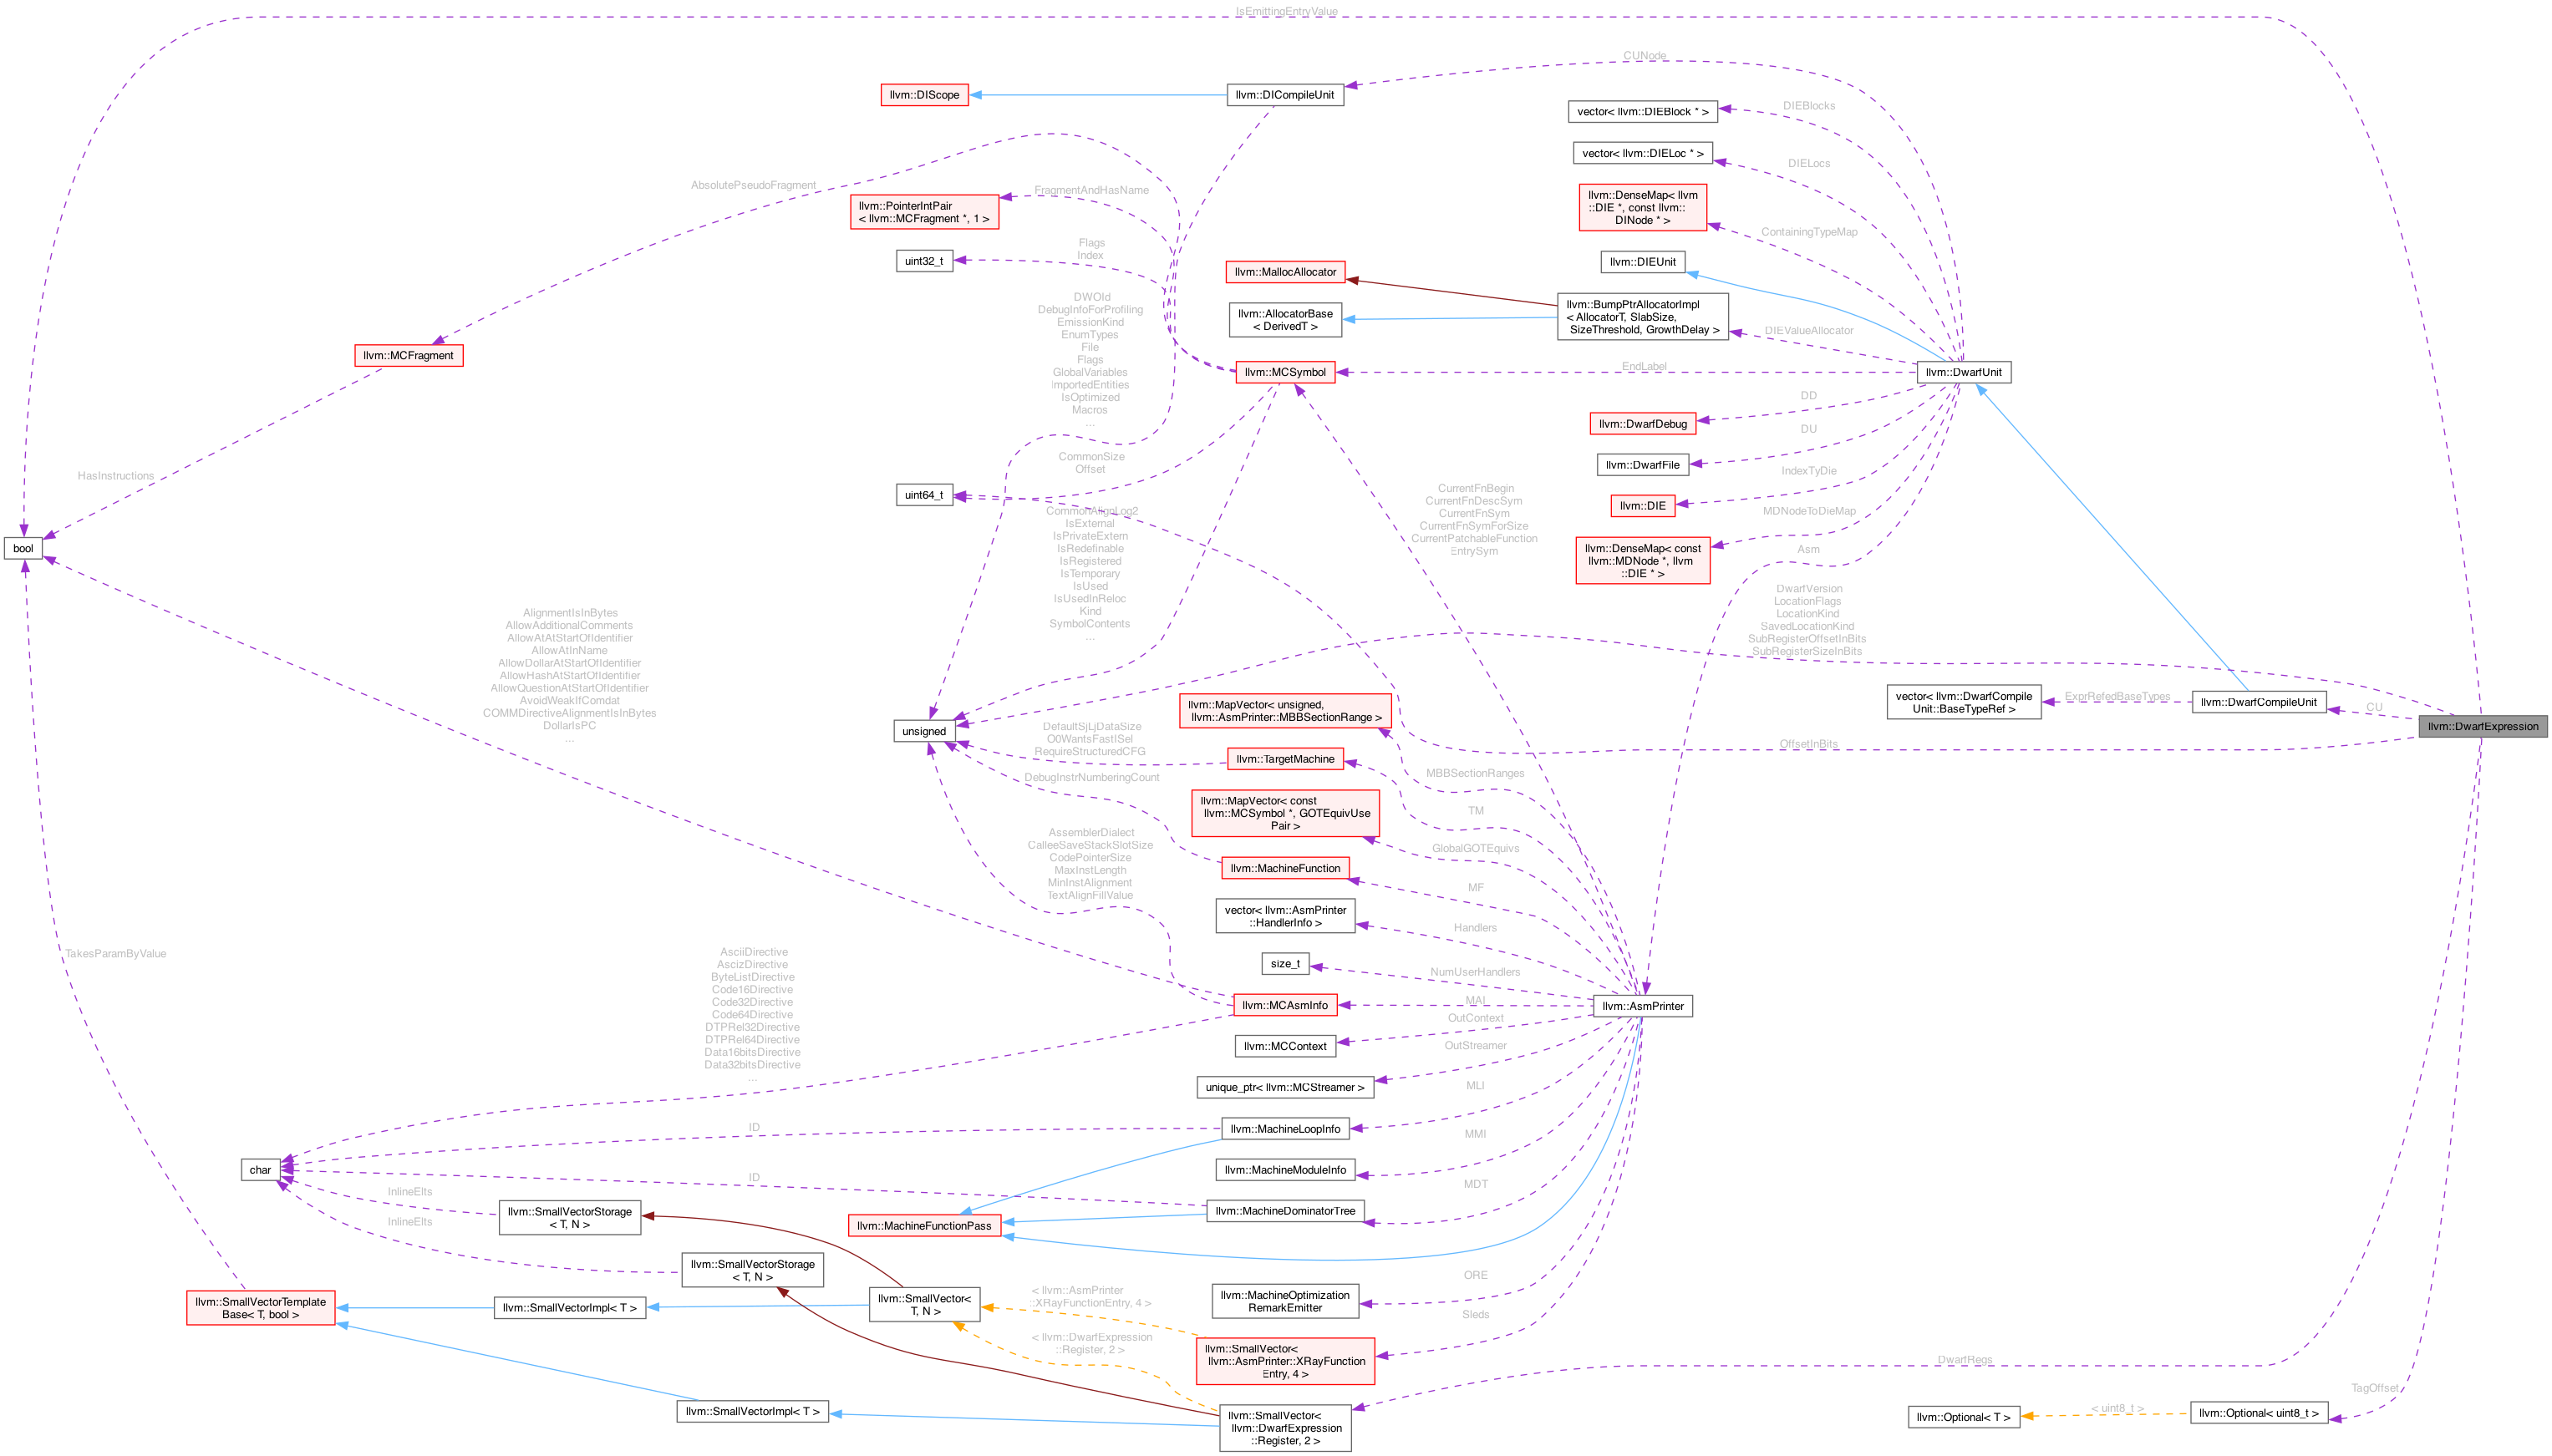 IsEmittingEntryValue
CUNode
llvm::DIScope
llvm::DICompileUnit
vector< llvm::DIEBlock * >
DIEBlocks
vector< llvm::DIELoc * >
DIELocs
AbsolutePseudoFragment
llvm::PointerIntPair
< llvm::MCFragment *, 1 >
FragmentAndHasName
llvm::DenseMap< llvm
::DIE *, const llvm::
DINode * >
ContainingTypeMap
uint32_t
Flags
Index
llvm::DIEUnit
llvm::MallocAllocator
llvm::AllocatorBase
< DerivedT >
llvm::BumpPtrAllocatorImpl
< AllocatorT, SlabSize,
SizeThreshold, GrowthDelay >
DIEValueAllocator
DWOId
DebugInfoForProfiling
EmissionKind
EnumTypes
File
Flags
GlobalVariables
ImportedEntities
IsOptimized
Macros
...
llvm::MCFragment
llvm::MCSymbol
EndLabel
llvm::DwarfUnit
DD
llvm::DwarfDebug
DU
llvm::DwarfFile
IndexTyDie
llvm::DIE
MDNodeToDieMap
llvm::DenseMap< const
llvm::MDNode *, llvm
::DIE * >
Asm
HasInstructions
CommonSize
Offset
uint64_t
CurrentFnBegin
CurrentFnDescSym
CurrentFnSym
CurrentFnSymForSize
CurrentPatchableFunction
EntrySym
bool
CommonAlignLog2
IsExternal
IsPrivateExtern
IsRedefinable
IsRegistered
IsTemporary
IsUsed
IsUsedInReloc
Kind
SymbolContents
...
DwarfVersion
LocationFlags
LocationKind
SavedLocationKind
SubRegisterOffsetInBits
SubRegisterSizeInBits
AlignmentIsInBytes
AllowAdditionalComments
AllowAtAtStartOfIdentifier
AllowAtInName
AllowDollarAtStartOfIdentifier
AllowHashAtStartOfIdentifier
AllowQuestionAtStartOfIdentifier
AvoidWeakIfComdat
COMMDirectiveAlignmentIsInBytes
DollarIsPC
...
vector< llvm::DwarfCompile
Unit::BaseTypeRef >
ExprRefedBaseTypes
llvm::DwarfCompileUnit
CU
llvm::DwarfExpression
OffsetInBits
llvm::MapVector< unsigned,
llvm::AsmPrinter::MBBSectionRange >
unsigned
DefaultSjLjDataSize
O0WantsFastISel
RequireStructuredCFG
llvm::TargetMachine
MBBSectionRanges
DebugInstrNumberingCount
llvm::MapVector< const
llvm::MCSymbol *, GOTEquivUse
Pair >
TM
GlobalGOTEquivs
AssemblerDialect
CalleeSaveStackSlotSize
CodePointerSize
MaxInstLength
MinInstAlignment
TextAlignFillValue
llvm::MachineFunction
MF
vector< llvm::AsmPrinter
::HandlerInfo >
Handlers
size_t
NumUserHandlers
TakesParamByValue
AsciiDirective
AscizDirective
ByteListDirective
Code16Directive
Code32Directive
Code64Directive
DTPRel32Directive
DTPRel64Directive
Data16bitsDirective
Data32bitsDirective
...
llvm::MCAsmInfo
MAI
llvm::AsmPrinter
OutContext
llvm::MCContext
OutStreamer
unique_ptr< llvm::MCStreamer >
MLI
ID
llvm::MachineLoopInfo
MMI
char
llvm::MachineModuleInfo
ID
MDT
InlineElts
llvm::SmallVectorStorage
< T, N >
llvm::MachineDominatorTree
InlineElts
llvm::MachineFunctionPass
llvm::SmallVectorStorage
< T, N >
ORE
llvm::MachineOptimization
RemarkEmitter
llvm::SmallVectorTemplate
Base< T, bool >
llvm::SmallVectorImpl< T >
llvm::SmallVector<
T, N >
< llvm::AsmPrinter
::XRayFunctionEntry, 4 >
Sleds
< llvm::DwarfExpression
::Register, 2 >
llvm::SmallVector<
llvm::AsmPrinter::XRayFunction
Entry, 4 >
DwarfRegs
TagOffset
llvm::SmallVectorImpl< T >
llvm::SmallVector<
llvm::DwarfExpression
::Register, 2 >
llvm::Optional< T >
< uint8_t >
llvm::Optional< uint8_t >